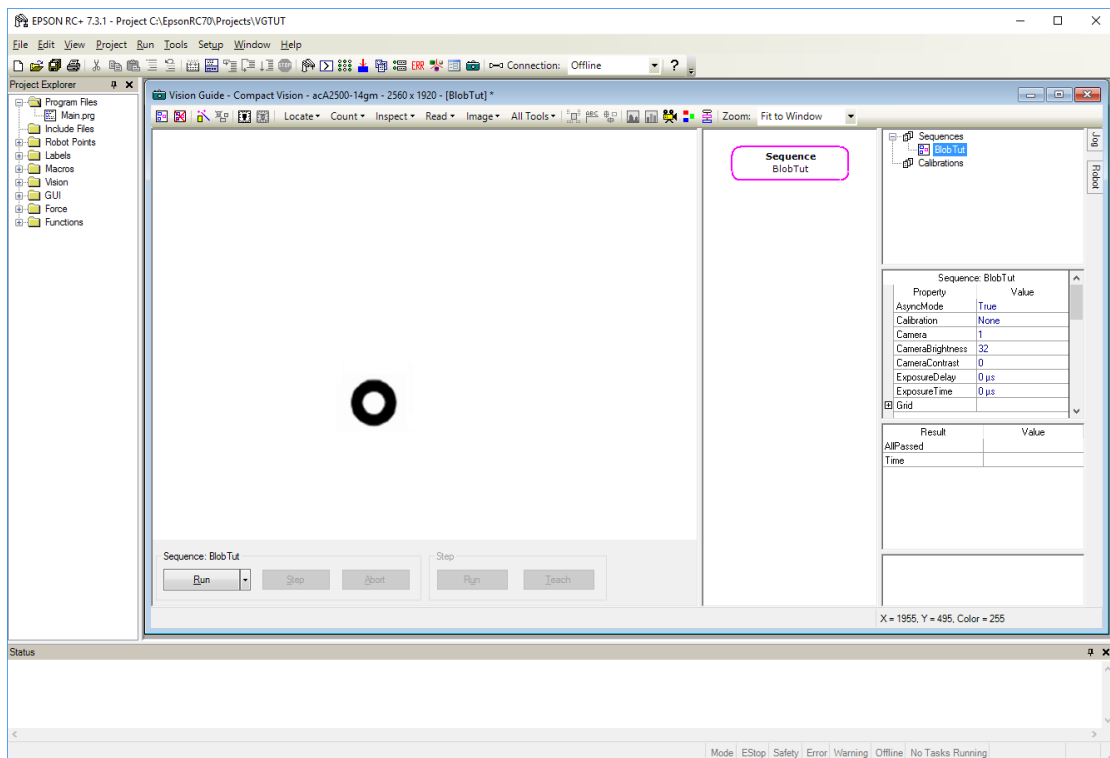 EPSON RC+ 7.3.1 - Project C:\EpsonRC70\Projects\VGTUT
File Edit View Project Run Tools Setup Window Help
ERR Connection: Offline ?
Project Explorer
Program Files
Main.prg
Include Files
Robot Points
Labels
Macros
Vision
GUI
Force
Functions
Vision Guide - Compact Vision - acA2500-14gm - 2560 x 1920 - [BlobTut] *
Locate Count Inspect Read Image All Tools ABC Zoom: Fit to Window
Sequence
BlobTut
Sequences
BlobTut
Calibrations
Jog
Robot
Sequence: BlobTut
Property Value
AsyncMode True
Calibration None
Camera 1
CameraBrightness 32
CameraContrast 0
ExposureDelay 0 µs
ExposureTime 0 µs
Grid
Result Value
AllPassed
Time
Sequence: BlobTut
Run Step Abort
Step
Run Teach
X = 1955, Y = 495, Color = 255
Status
Mode EStop Safety Error Warning Offline No Tasks Running